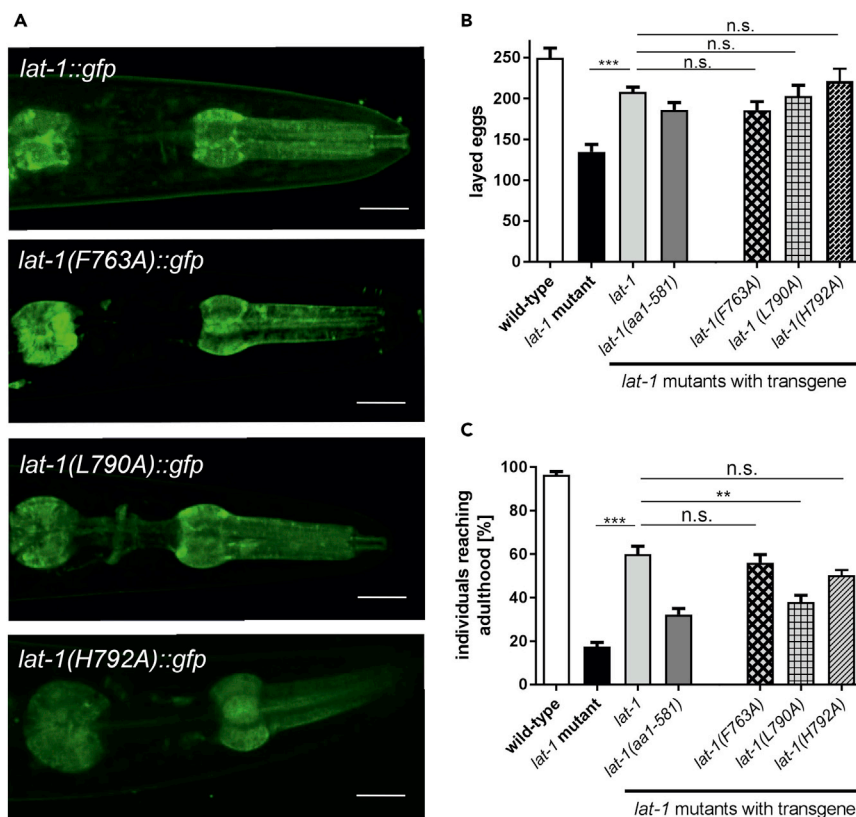 A
lat-1::gfp
lat-1(F763A)::gfp
lat-1(L790A)::gfp
lat-1(H792A)::gfp
B
n.s.
n.s.
n.s.
***
layed eggs
250
200
150
100
50
0
wild-type
lat-1 mutant
lat-1
lat-1(aa1-581)
lat-1(F763A)
lat-1 (L790A)
lat-1(H792A)
lat-1 mutants with transgene
C
n.s.
**
n.s.
***
individuals reaching
adulthood [%]
100
80
60
40
20
0
wild-type
lat-1 mutant
lat-1
lat-1(aa1-581)
lat-1(F763A)
lat-1(L790A)
lat-1(H792A)
lat-1 mutants with transgene